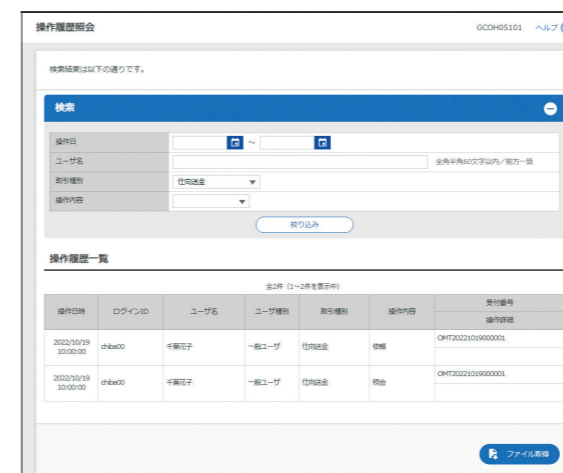 操作履歴照会
GCOH05101 ヘルプ
検索結果は以下の通りです。
検索
操作日 ～
ユーザ名 全角半角60文字以内／前方一致
取引種別 仕向送金
操作内容
絞り込み
操作履歴一覧
全2件（1～2件を表示中）
操作日時 ログインID ユーザ名 ユーザ種別 取引種別 操作内容 受付番号
操作詳細
2022/10/19 10:00:00 chiba00 千葉花子 一般ユーザ 仕向送金 依頼 OMT20221019000001
2022/10/19 10:00:00 chiba00 千葉花子 一般ユーザ 仕向送金 照会 OMT20221019000001
ファイル取得